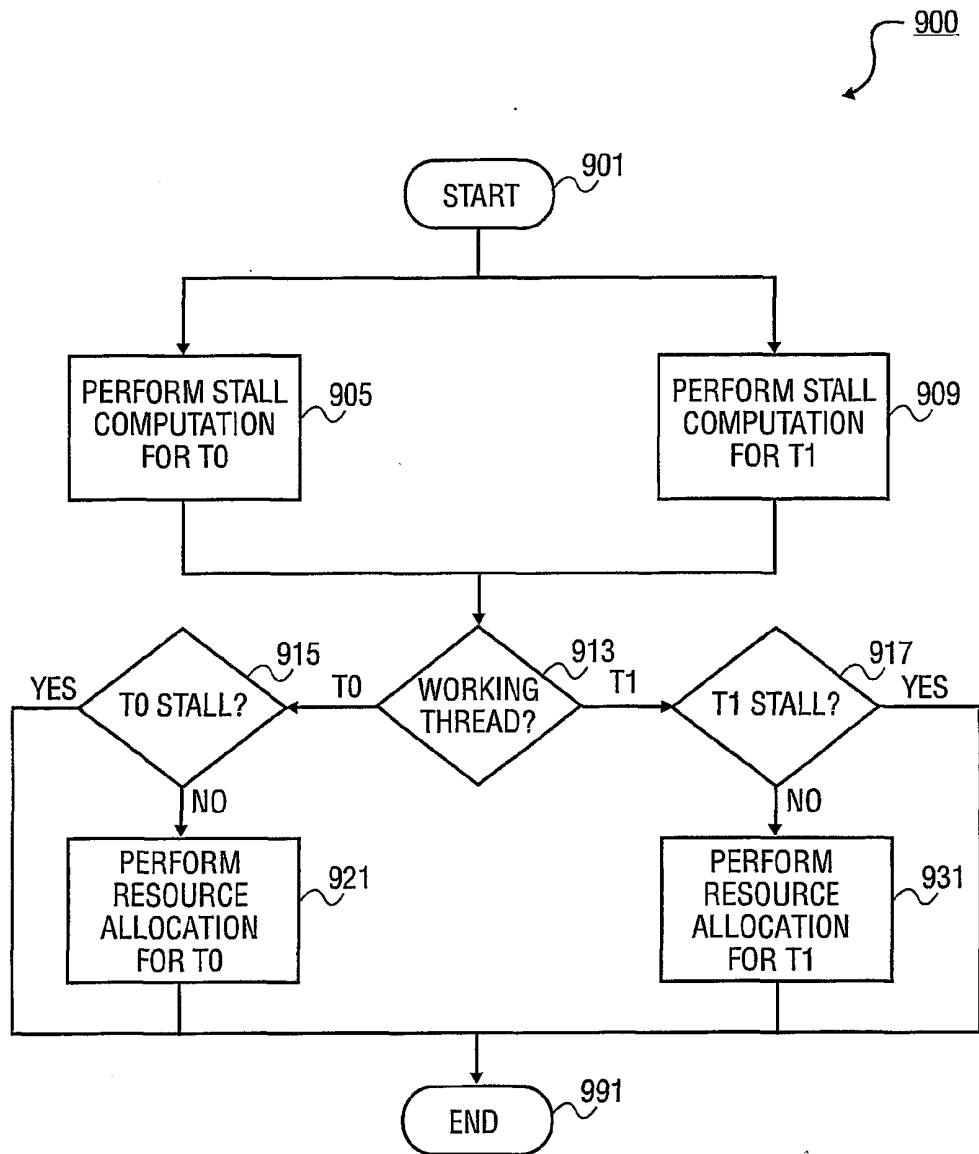 900
START
901
PERFORM STALL
COMPUTATION
FOR T0
905
PERFORM STALL
COMPUTATION
FOR T1
909
YES
T0 STALL?
915
T0
WORKING
THREAD?
913
T1
T1 STALL?
917
YES
NO
NO
PERFORM
RESOURCE
ALLOCATION
FOR T0
921
PERFORM
RESOURCE
ALLOCATION
FOR T1
931
END
991